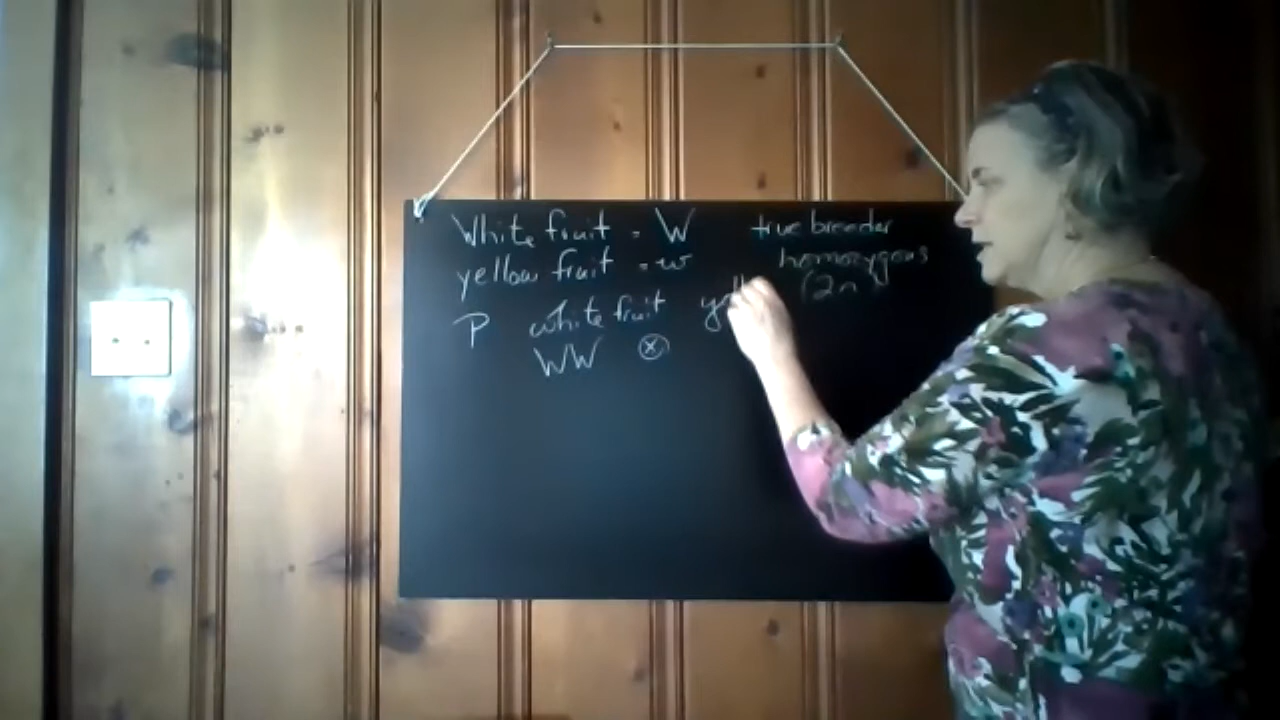 White fruit = W
yellow fruit = w
true breeder
homozygous
(2n)
P white fruit
WW ⓧ